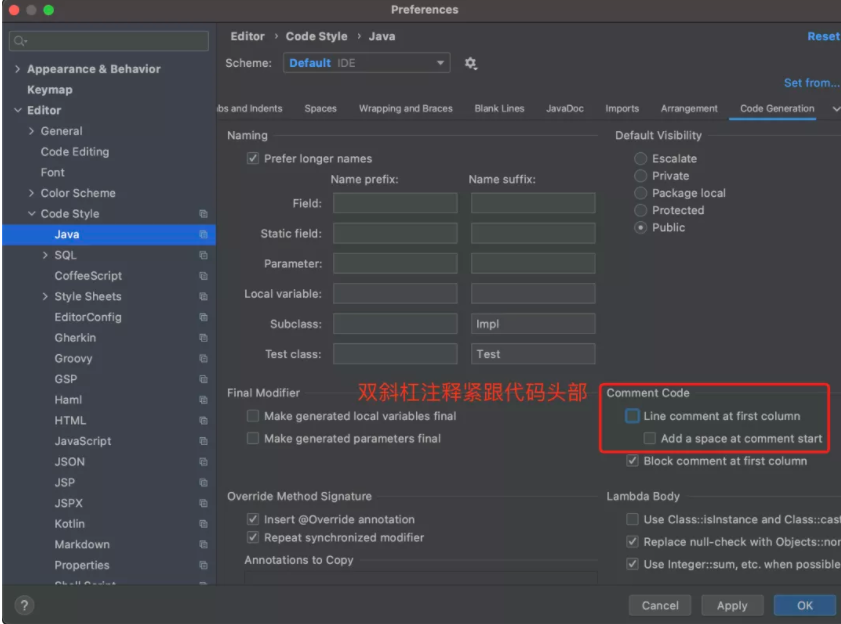 Preferences
Editor › Code Style › Java
Reset
Scheme: Default IDE
Set from...
Appearance & Behavior
Keymap
Editor
General
Code Editing
Font
Color Scheme
Code Style
Java
SQL
CoffeeScript
Style Sheets
EditorConfig
Gherkin
Groovy
GSP
Haml
HTML
JavaScript
JSON
JSP
JSPX
Kotlin
Markdown
Properties
Shell Script
bs and Indents Spaces Wrapping and Braces Blank Lines JavaDoc Imports Arrangement Code Generation
Naming
Prefer longer names
Name prefix: Name suffix:
Field:
Static field:
Parameter:
Local variable:
Subclass: Impl
Test class: Test
Default Visibility
Escalate
Private
Package local
Protected
Public
Final Modifier
Make generated local variables final
Make generated parameters final
双斜杠注释紧跟代码头部
Comment Code
Line comment at first column
Add a space at comment start
Block comment at first column
Override Method Signature
Insert @Override annotation
Repeat synchronized modifier
Annotations to Copy
Lambda Body
Use Class::isInstance and Class::cast
Replace null-check with Objects::nor
Use Integer::sum, etc. when possible
?
Cancel Apply OK